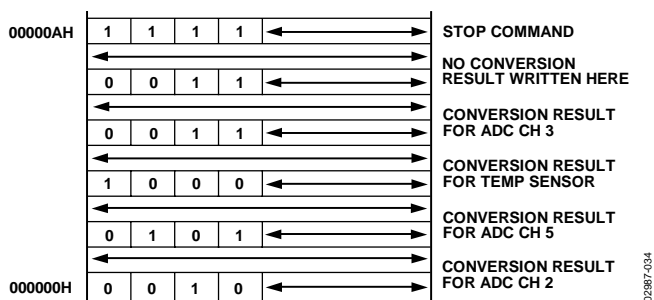 00000AH 1 1 1 1 STOP COMMAND
NO CONVERSION
0 0 1 1 RESULT WRITTEN HERE
CONVERSION RESULT
0 0 1 1 FOR ADC CH 3
CONVERSION RESULT
1 0 0 0 FOR TEMP SENSOR
CONVERSION RESULT
0 1 0 1 FOR ADC CH 5
CONVERSION RESULT
000000H 0 0 1 0 FOR ADC CH 2
02987-034